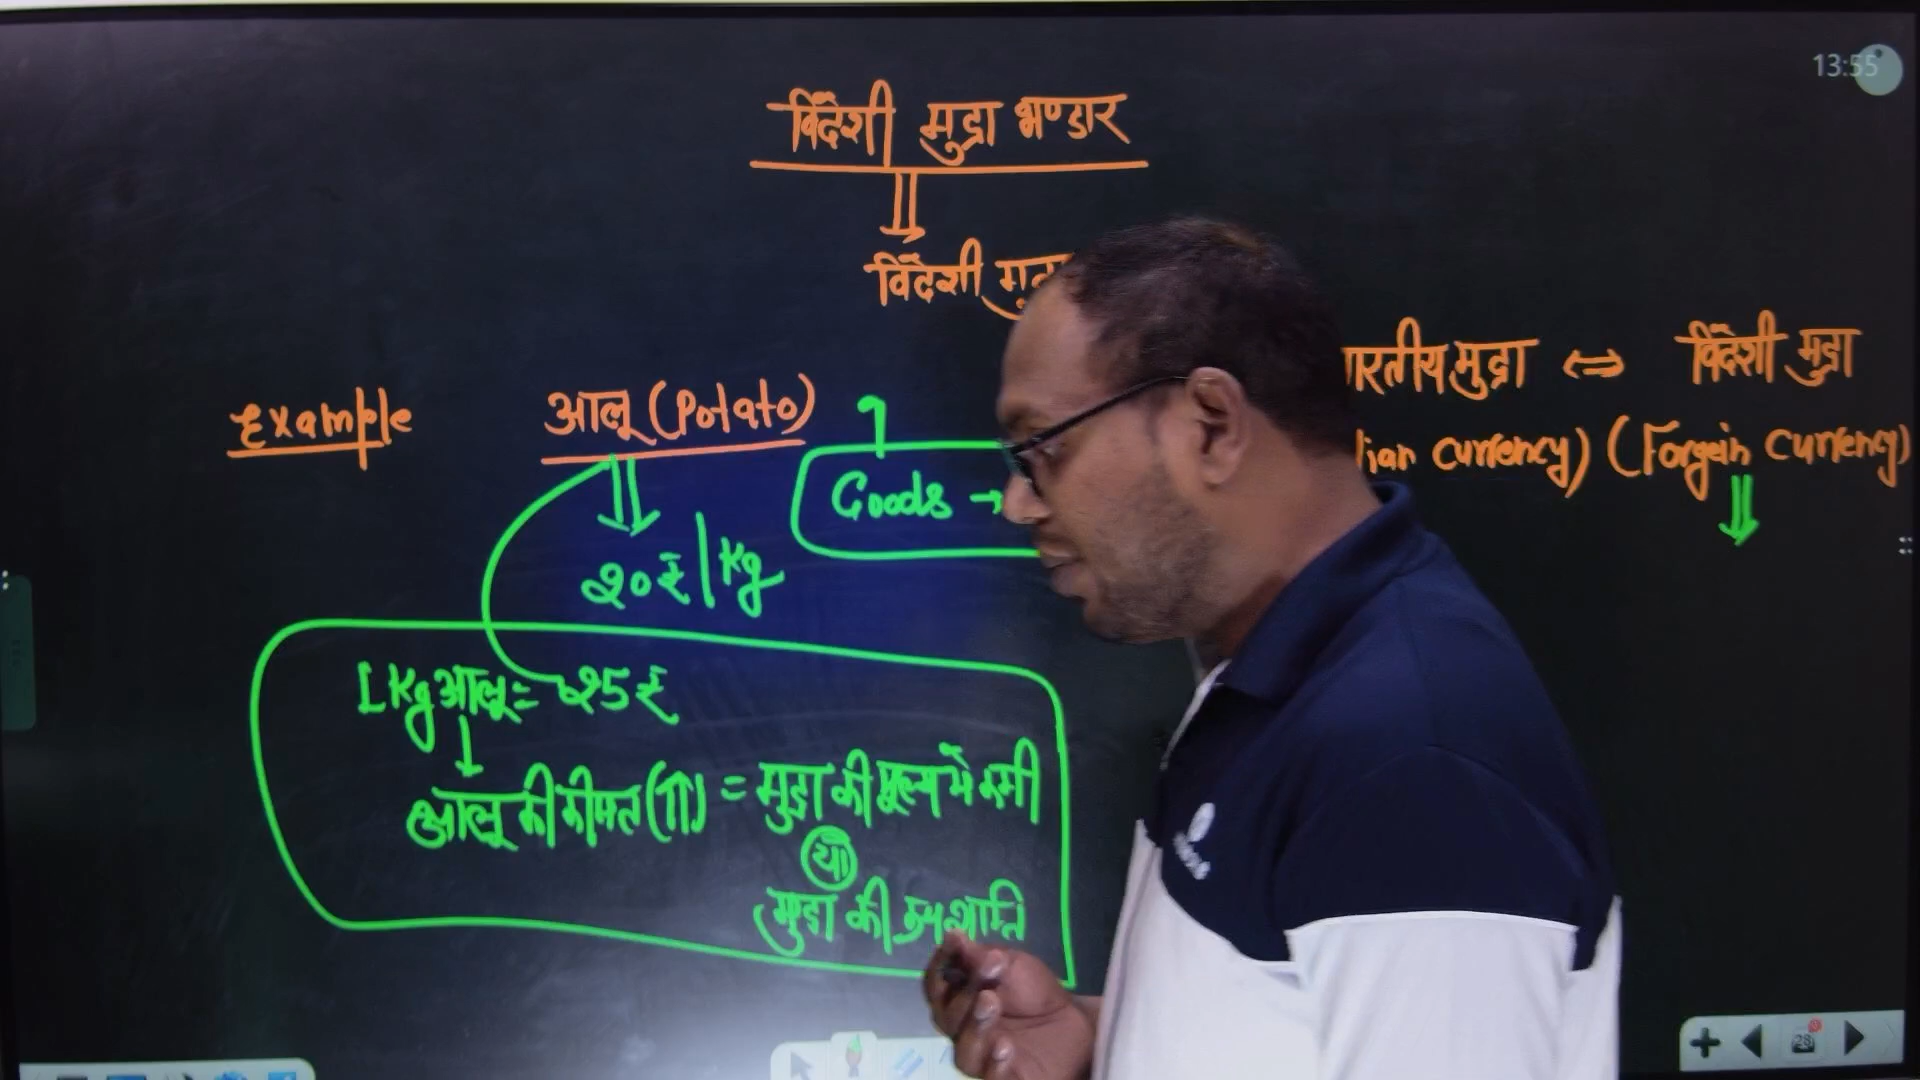 13:55
विदेशी मुद्रा भण्डार
विदेशी
Example
आलू (Potato)
Goods →
20₹/kg
1 Kg आलू = 25₹
आलू की कीमत (↑↑) = मुद्रा की मूल्य में कमी
या
मुद्रा की
रतीय मुद्रा ⇔ विदेशी मुद्रा
ian currency) (Forgein Currency)
28